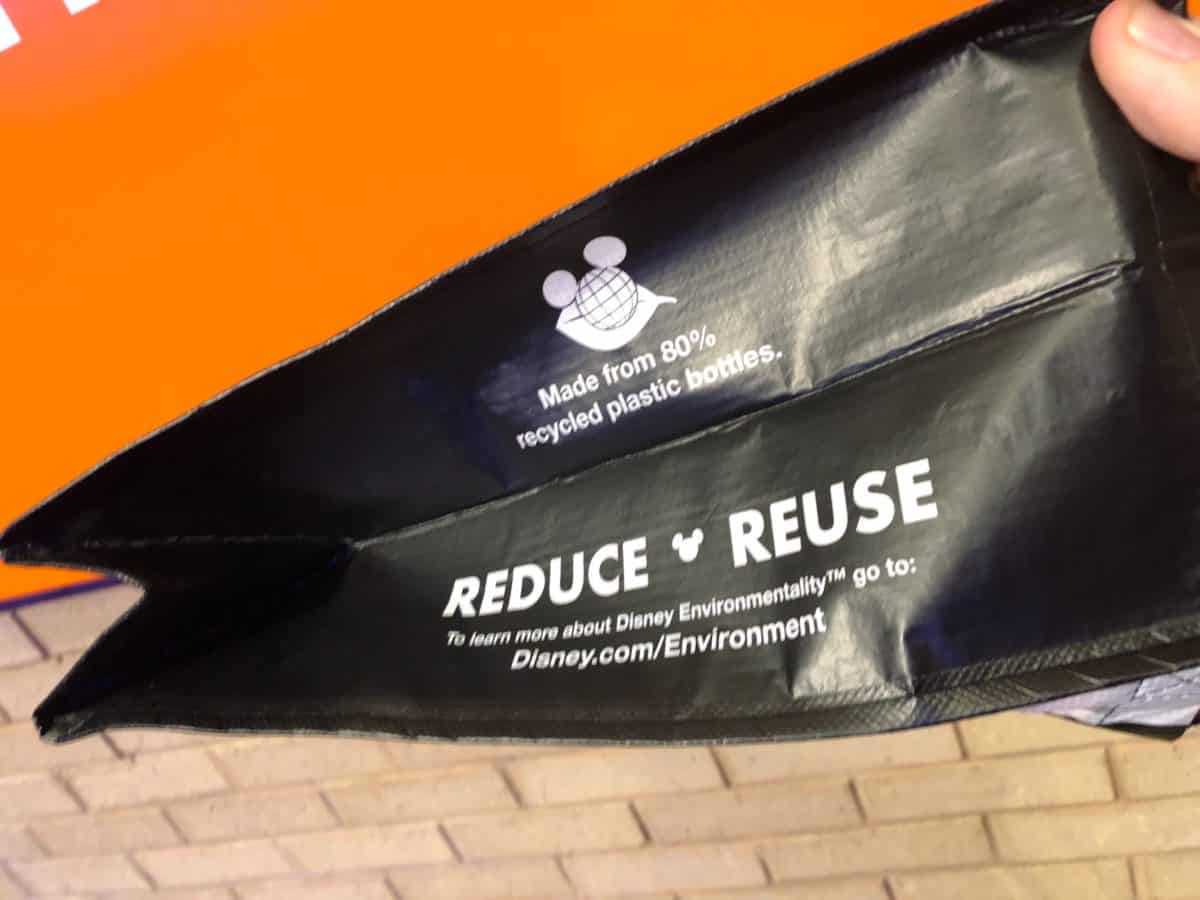 Made from 80%
recycled plastic bottles.
REDUCE REUSE
To learn more about Disney Environmentality™ go to:
Disney.com/Environment